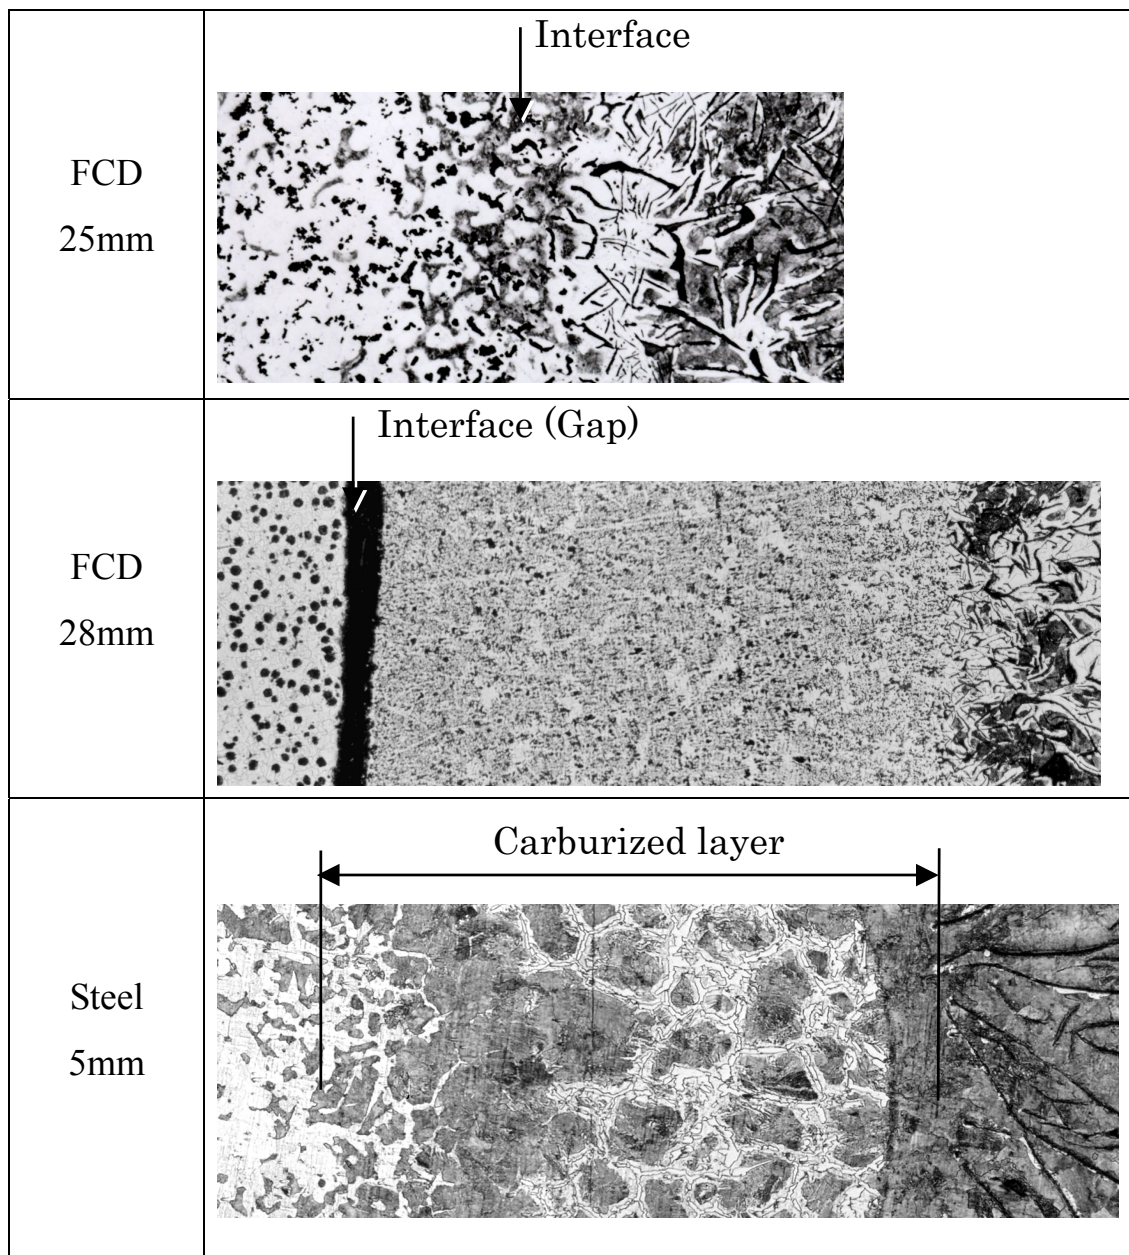 Interface
FCD
25mm
Interface (Gap)
FCD
28mm
Carburized layer
Steel
5mm